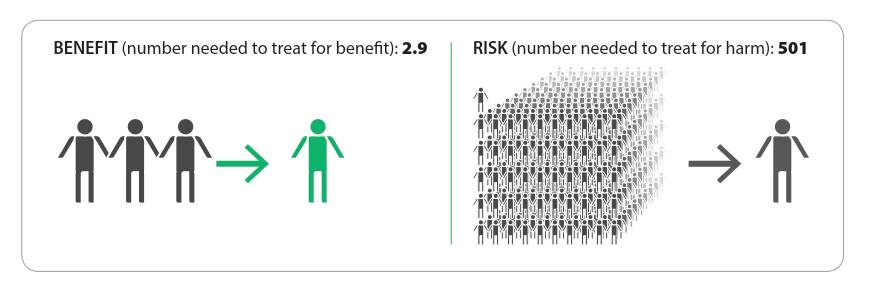 BENEFIT (number needed to treat for benefit): 2.9
RISK (number needed to treat for harm): 501